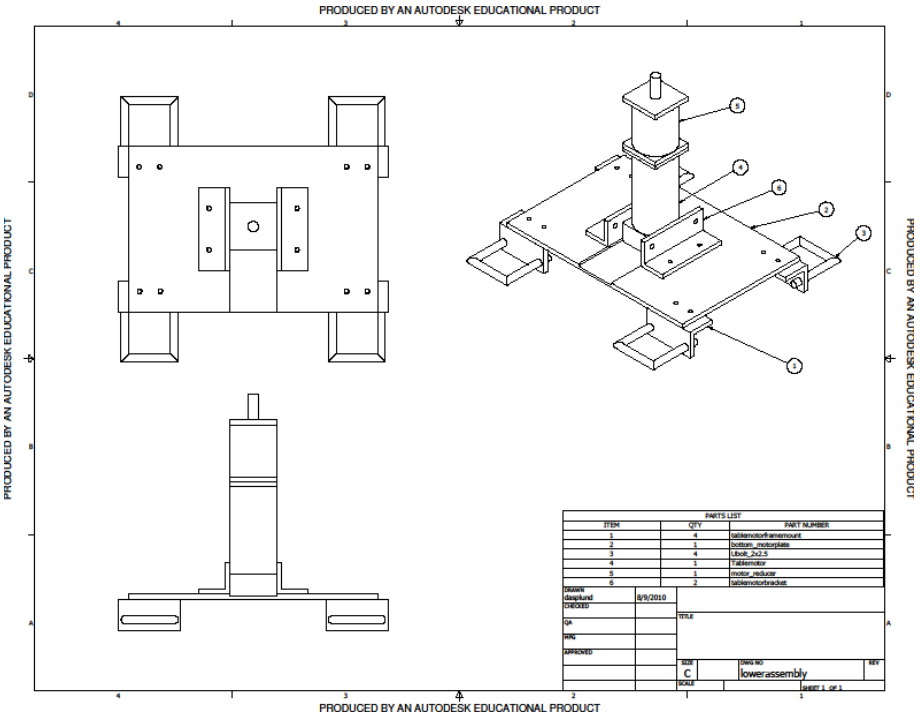 PRODUCED BY AN AUTODESK EDUCATIONAL PRODUCT
4 3 2 1
D D
5
4
6
2
3
C C
1
B B
A A
PRODUCED BY AN AUTODESK EDUCATIONAL PRODUCT
PRODUCED BY AN AUTODESK EDUCATIONAL PRODUCT
PARTS LIST
ITEM QTY PART NUMBER
1 4 tablemotorframemount
2 1 bottom_motorplate
3 4 Ubolt_2x2.5
4 1 Tablemotor
5 1 motor_reducer
6 2 tablemotorbracket
DRAWN
dasplund 8/9/2010
CHECKED
QA
MFG
APPROVED
TITLE
SIZE
C
DWG NO
lowerassembly
REV
SCALE
SHEET 1 OF 1
4 3 2 1
PRODUCED BY AN AUTODESK EDUCATIONAL PRODUCT